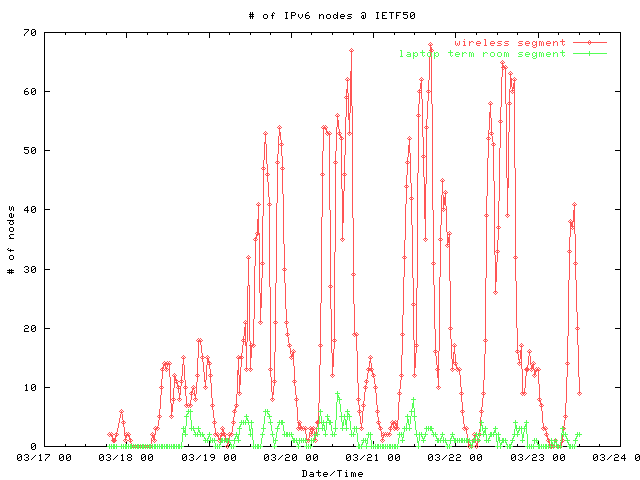 # of IPv6 nodes @ IETF50
70
wireless segment
laptop term room segment
60
50
40
30
20
10
0
# of nodes
03/17 00 03/18 00 03/19 00 03/20 00 03/21 00 03/22 00 03/23 00 03/24 0
Date/Time